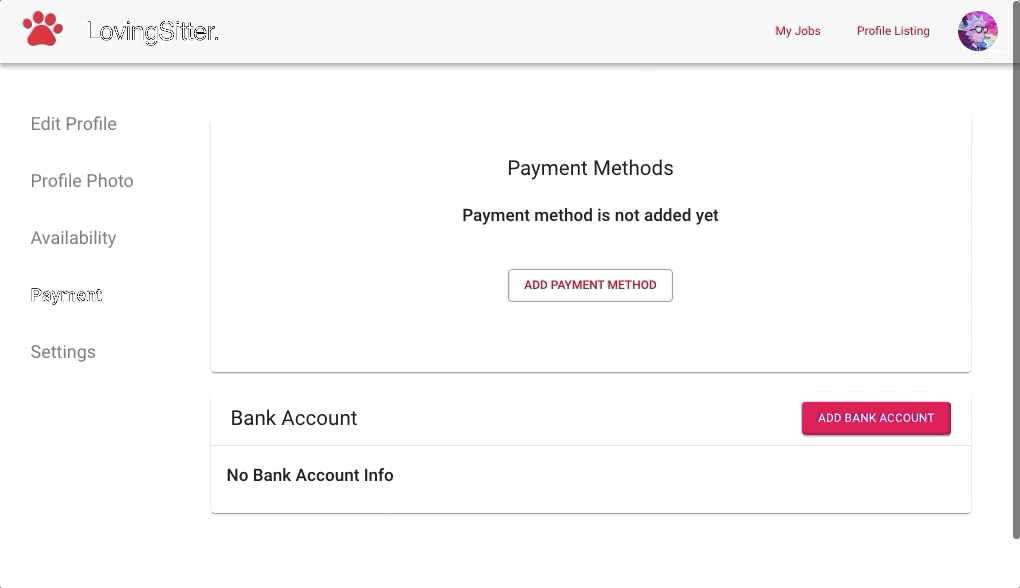 LovingSitter.
My Jobs
Profile Listing
Edit Profile
Profile Photo
Availability
Payment
Settings
Payment Methods
Payment method is not added yet
ADD PAYMENT METHOD
Bank Account
ADD BANK ACCOUNT
No Bank Account Info